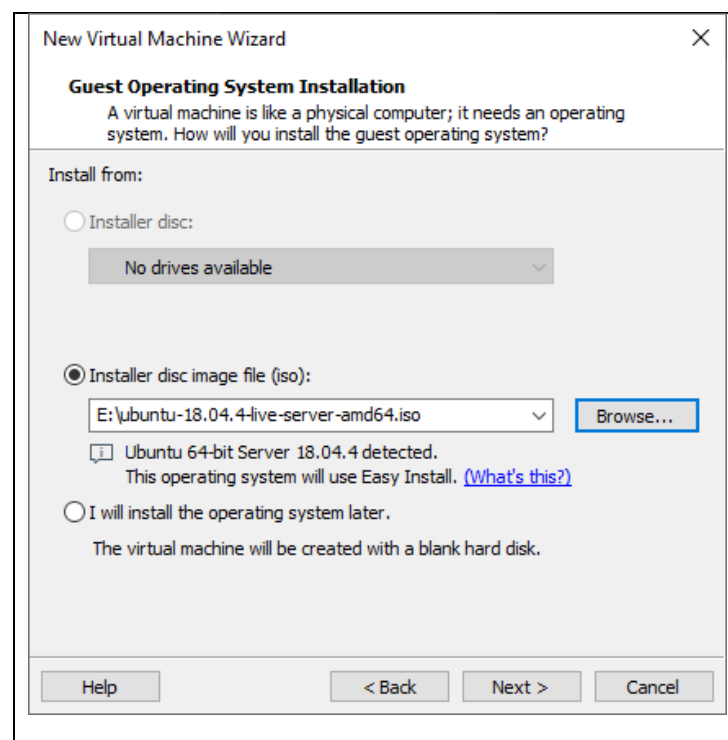 New Virtual Machine Wizard
Guest Operating System Installation
A virtual machine is like a physical computer; it needs an operating
system. How will you install the guest operating system?
Install from:
Installer disc:
No drives available
Installer disc image file (iso):
E:\ubuntu-18.04.4-live-server-amd64.iso
Browse...
Ubuntu 64-bit Server 18.04.4 detected.
This operating system will use Easy Install. (What's this?)
I will install the operating system later.
The virtual machine will be created with a blank hard disk.
Help < Back Next > Cancel